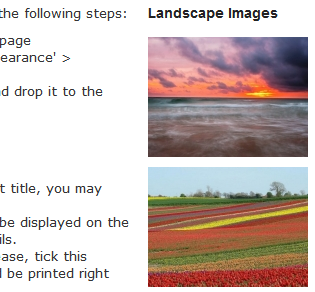 the following steps:
Landscape Images
page
earance' >
d drop it to the
t title, you may
be displayed on the
ils.
ase, tick this
l be printed right